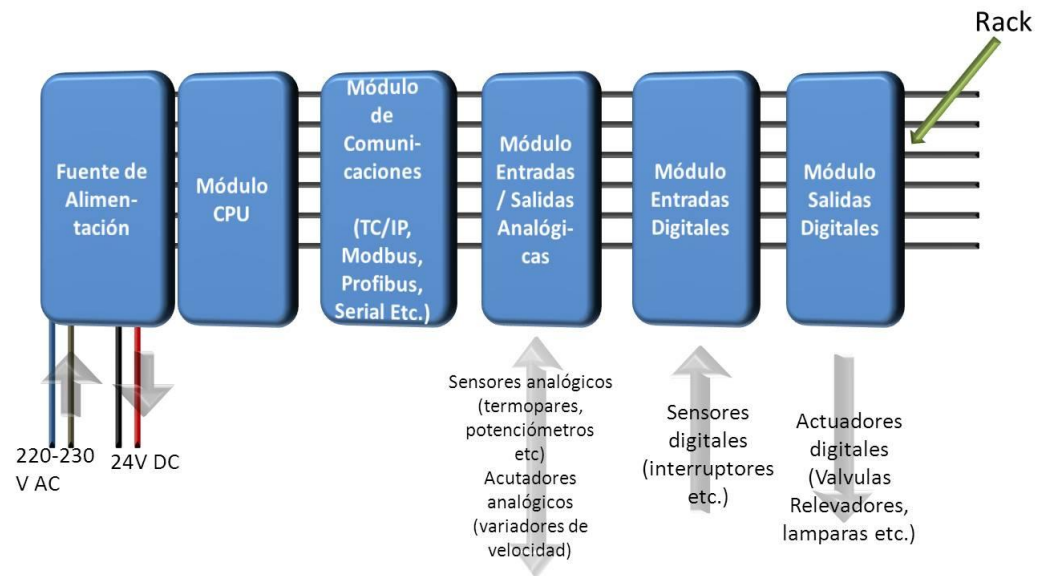 Rack
Fuente de
Alimen-
tación
Módulo
CPU
Módulo
de
Comuni-
caciones
(TC/IP,
Modbus,
Profibus,
Serial Etc.)
Módulo
Entradas
/ Salidas
Analógi-
cas
Módulo
Entradas
Digitales
Módulo
Salidas
Digitales
220-230
V AC
24V DC
Sensores analógicos
(termopares,
potenciómetros
etc)
Acutadores
analógicos
(variadores de
velocidad)
Sensores
digitales
(interruptores
etc.)
Actuadores
digitales
(Valvulas
Relevadores,
lamparas etc.)